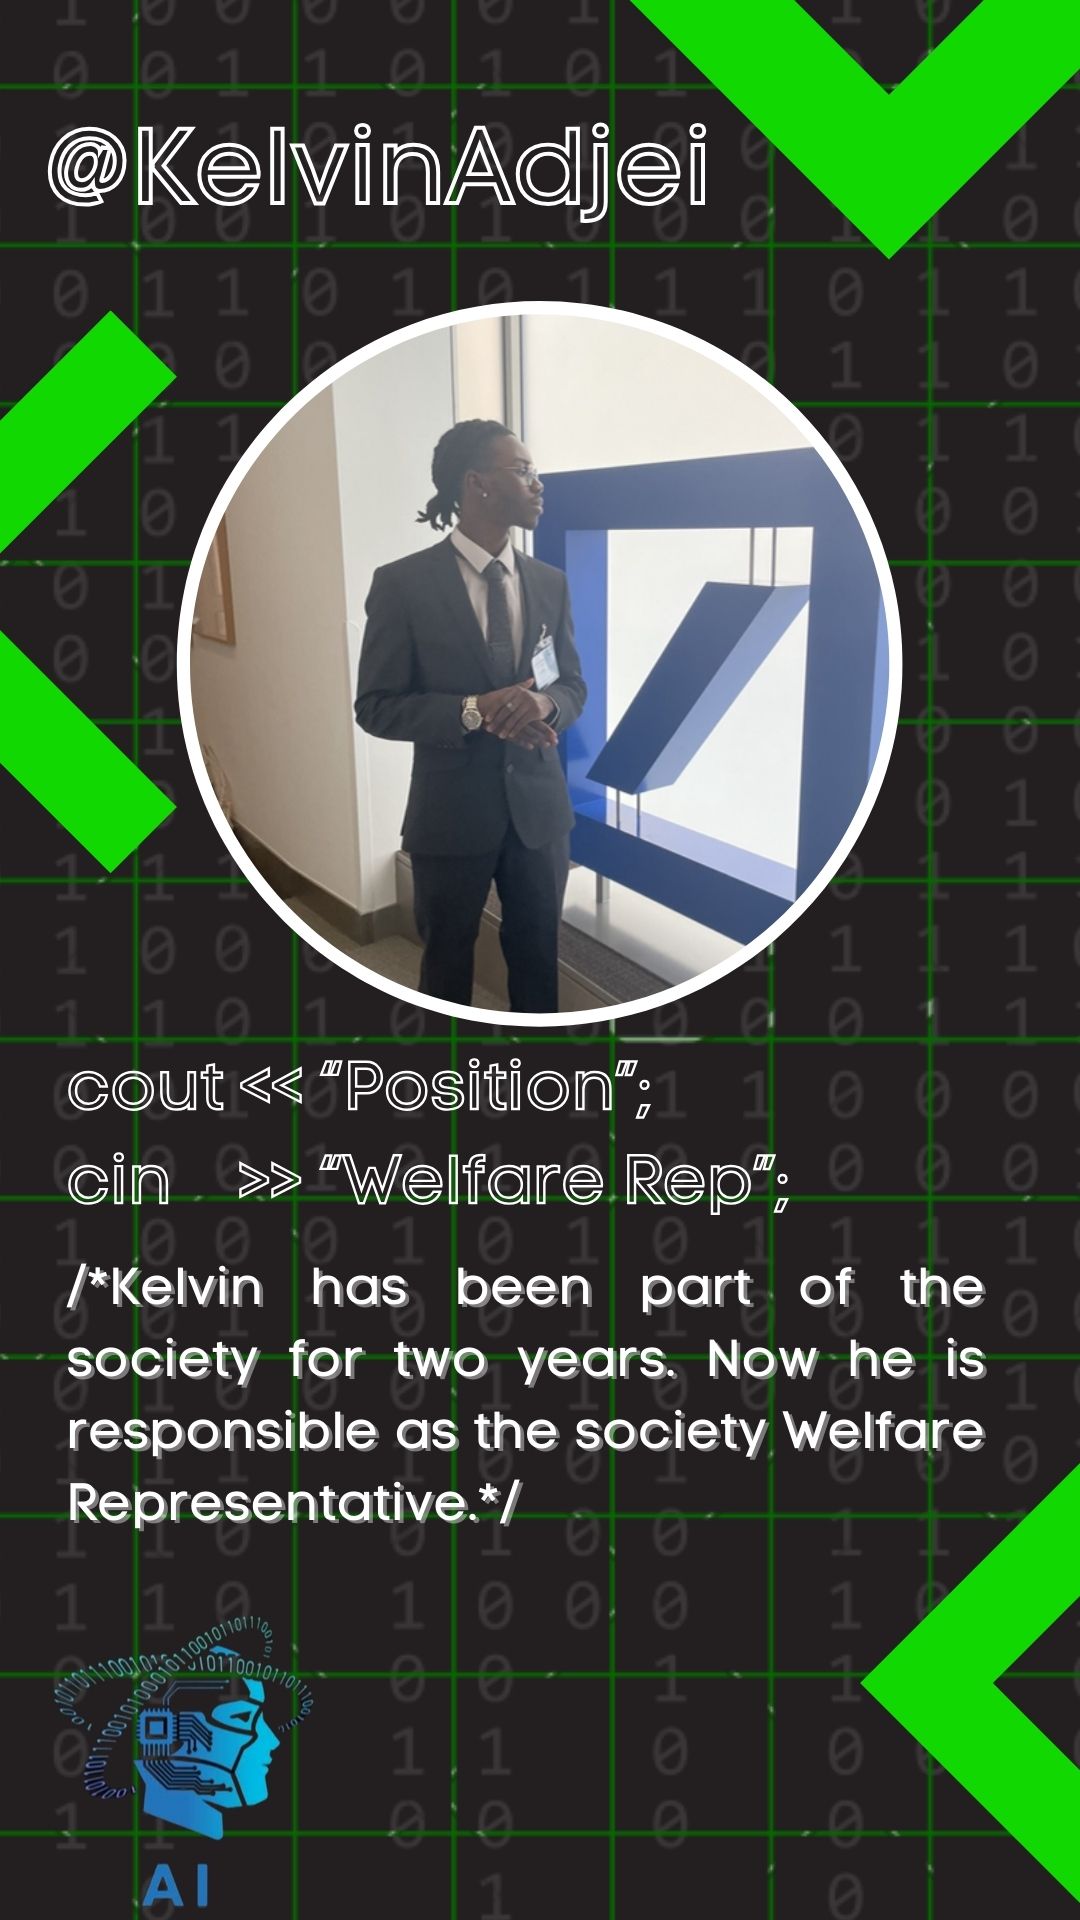 @KelvinAdjei
cout << “Position”;
cin >> “Welfare Rep”;
/*Kelvin has been part of the
society for two years. Now he is
responsible as the society Welfare
Representative.*/
AI